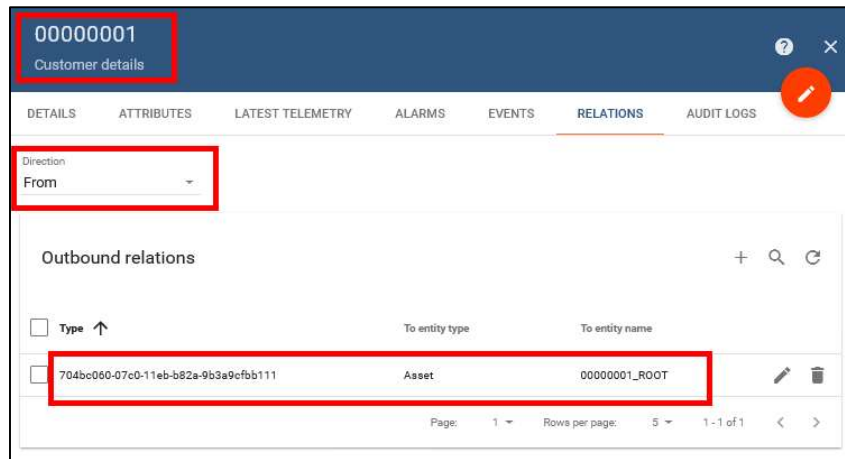 00000001
Customer details
DETAILS ATTRIBUTES LATEST TELEMETRY ALARMS EVENTS RELATIONS AUDIT LOGS
Direction
From
Outbound relations
Type To entity type To entity name
704bc060-07c0-11eb-b82a-9b3a9cfbb111 Asset 00000001_ROOT
Page: 1 Rows per page: 5 1 - 1 of 1